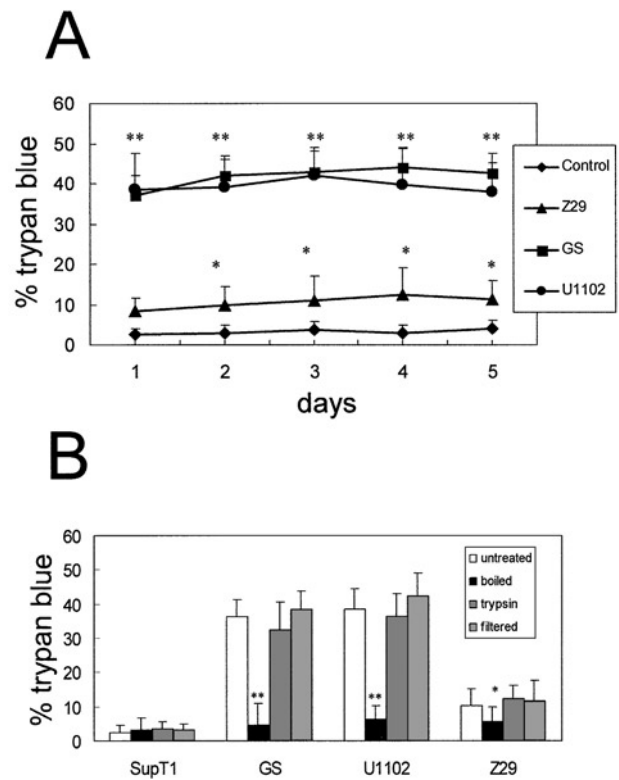 A
60
** ** ** ** **
50
40
30
20
* * * *
10
0
% trypan blue
1 2 3 4 5
days
Control
Z29
GS
U1102
B
60
50
40
30
20
10
0
% trypan blue
untreated
boiled
trypsin
filtered
** ** *
SupT1 GS U1102 Z29